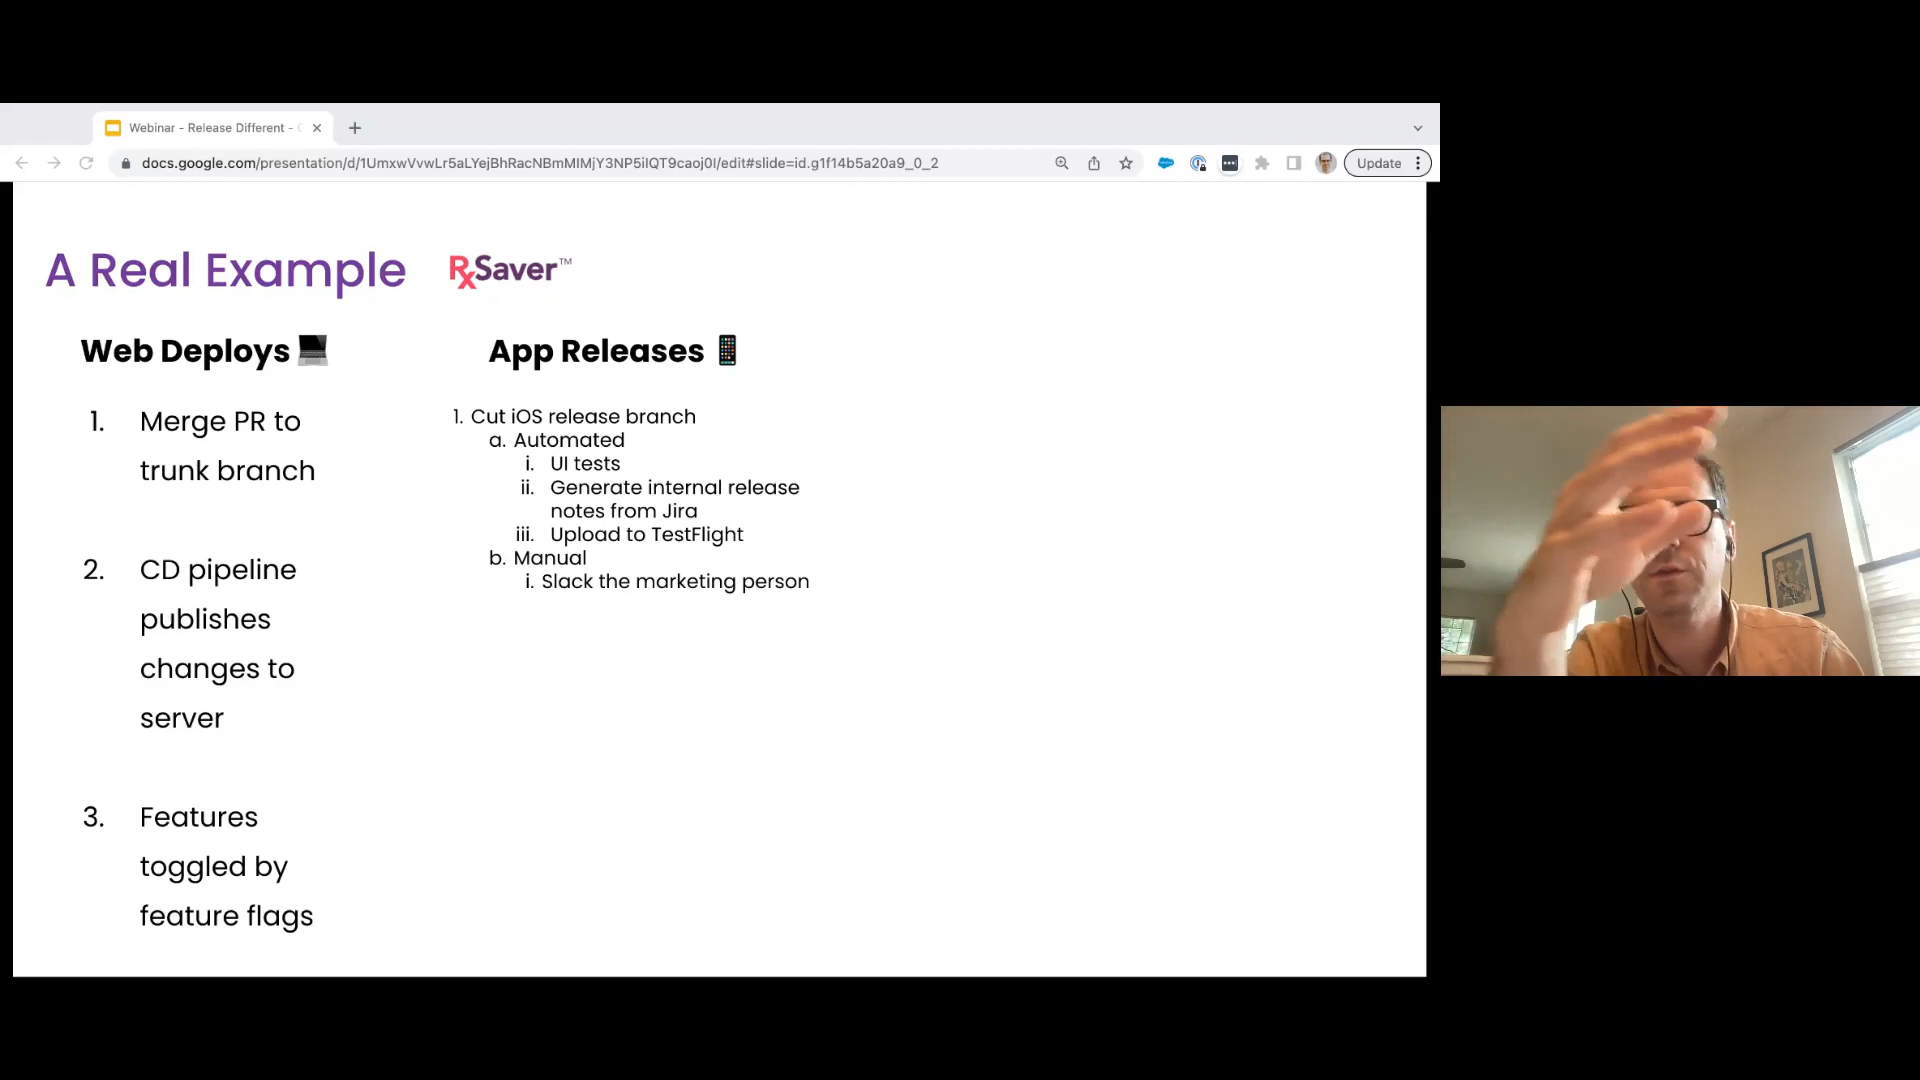 Webinar - Release Different -
docs.google.com/presentation/d/1UmxwVvwLr5aLYejBhRacNBmMIMjY3NP5iIQT9caoj0I/edit#slide=id.g1f14b5a20a9_0_2
Update
A Real Example
RxSaver™
Web Deploys
App Releases
1. Merge PR to
trunk branch
2. CD pipeline
publishes
changes to
server
3. Features
toggled by
feature flags
1. Cut iOS release branch
a. Automated
i. UI tests
ii. Generate internal release
notes from Jira
iii. Upload to TestFlight
b. Manual
i. Slack the marketing person